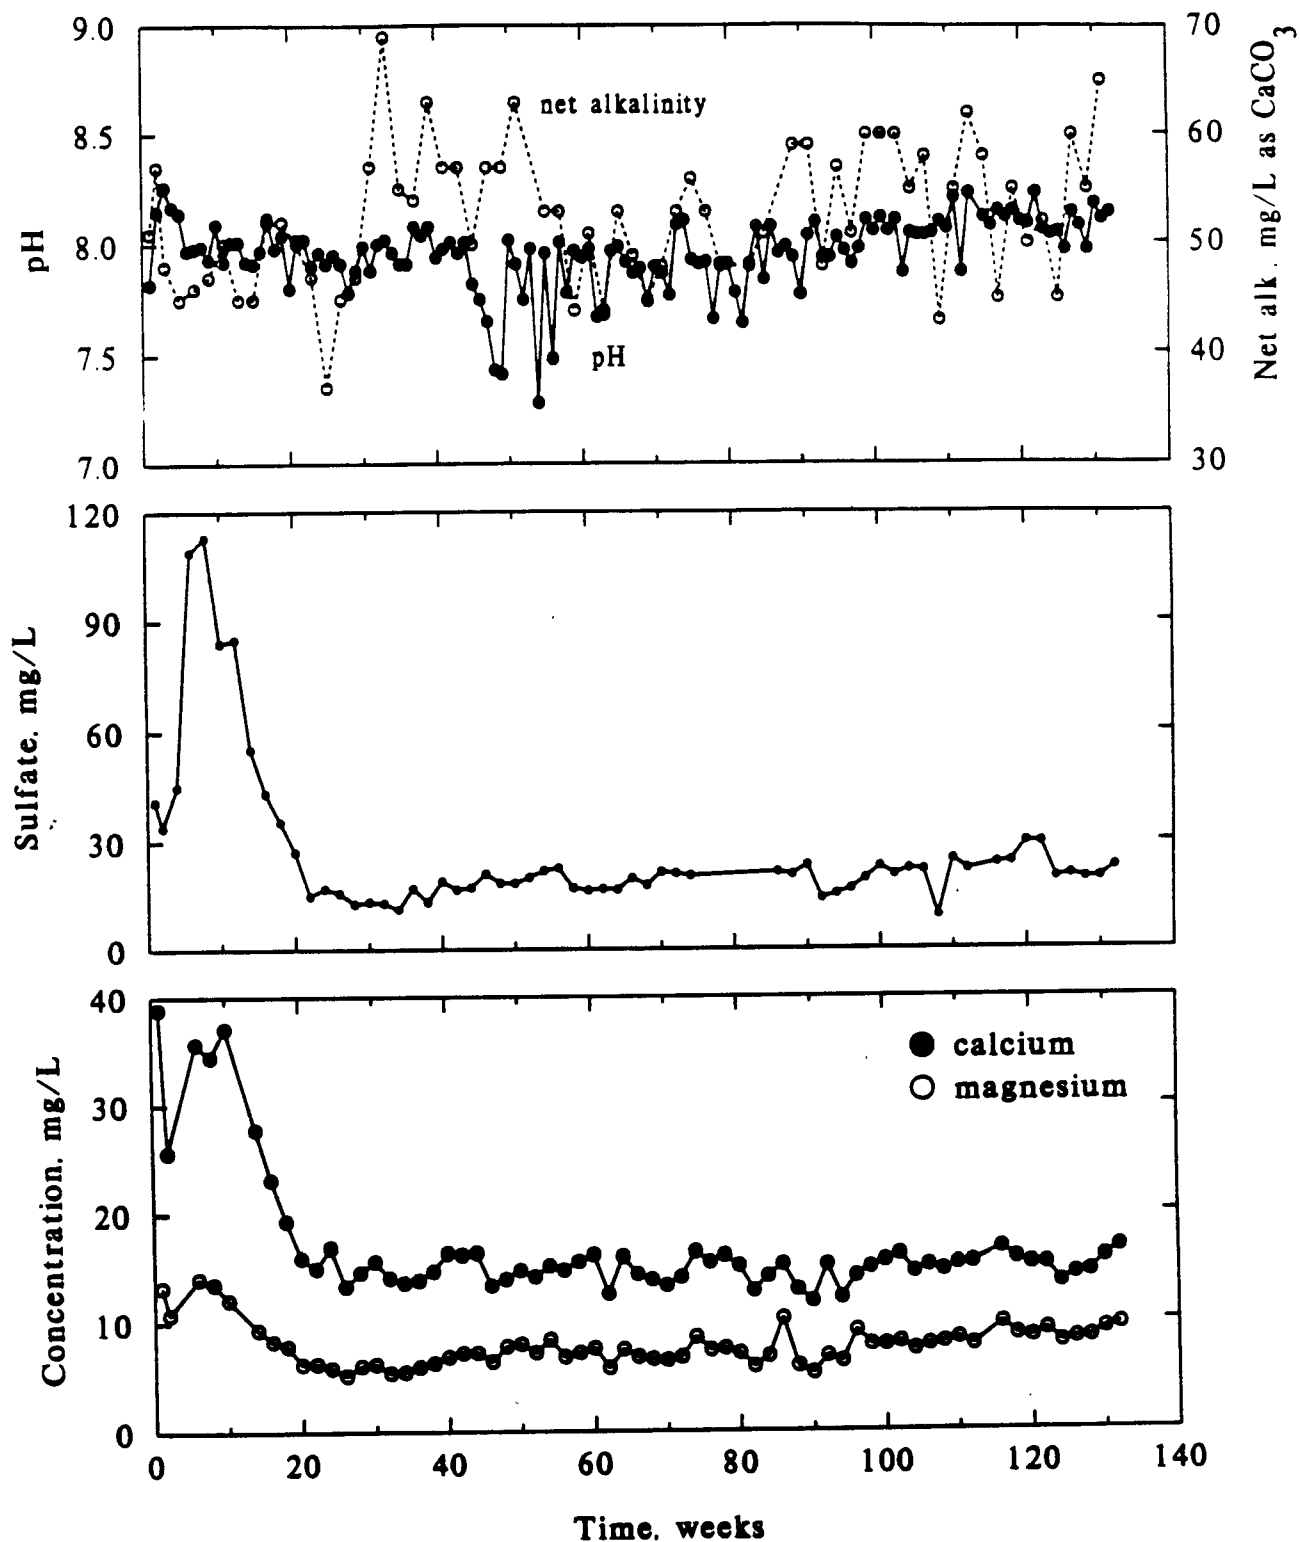 9.0
8.5
8.0
7.5
7.0
pH
net alkalinity
pH
70
60
50
40
30
Net alk. mg/L as CaCO3
120
90
60
30
0
Sulfate. mg/L
40
30
20
10
0
Concentration. mg/L
calcium
magnesium
0 20 40 60 80 100 120 140
Time. weeks